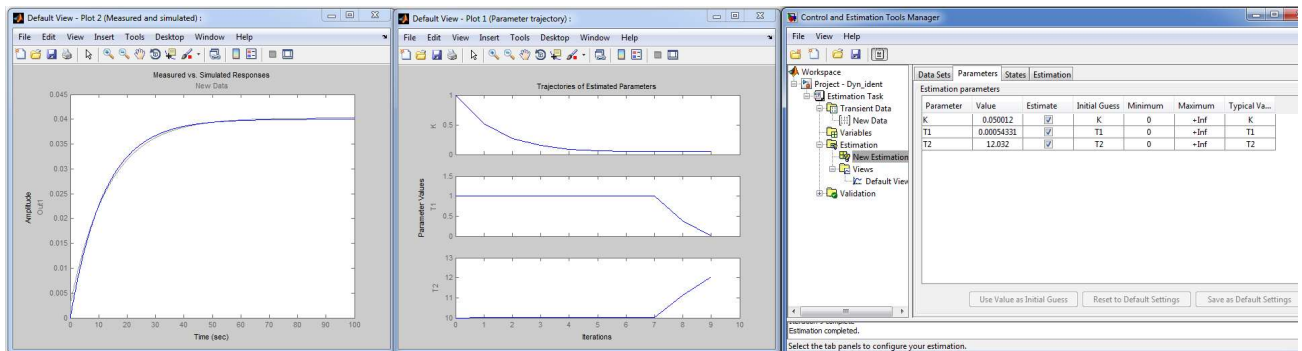 Default View - Plot 2 (Measured and simulated) :
File Edit View Insert Tools Desktop Window Help
Measured vs. Simulated Responses
New Data
0.045
0.04
0.035
0.03
0.025
0.02
0.015
0.01
0.005
0
Amplitude
Out1
0 10 20 30 40 50 60 70 80 90 100
Time (sec)
Default View - Plot 1 (Parameter trajectory) :
File Edit View Insert Tools Desktop Window Help
Trajectories of Estimated Parameters
Parameter Values
K
1
0.5
0
T1
1.5
1
0.5
0
T2
13
12
11
10
0 1 2 3 4 5 6 7 8 9 10
Iterations
Control and Estimation Tools Manager
File View Help
Workspace
Project - Dyn_ident
Estimation Task
Transient Data
New Data
Variables
Estimation
New Estimation
Views
Default View
Validation
Data Sets Parameters States Estimation
Estimation parameters
Parameter Value Estimate Initial Guess Minimum Maximum Typical Va...
K 0.050012 K 0 +Inf K
T1 0.00054331 T1 0 +Inf T1
T2 12.032 T2 0 +Inf T2
Use Value as Initial Guess Reset to Default Settings Save as Default Settings
Estimation completed.
Select the tab panels to configure your estimation.